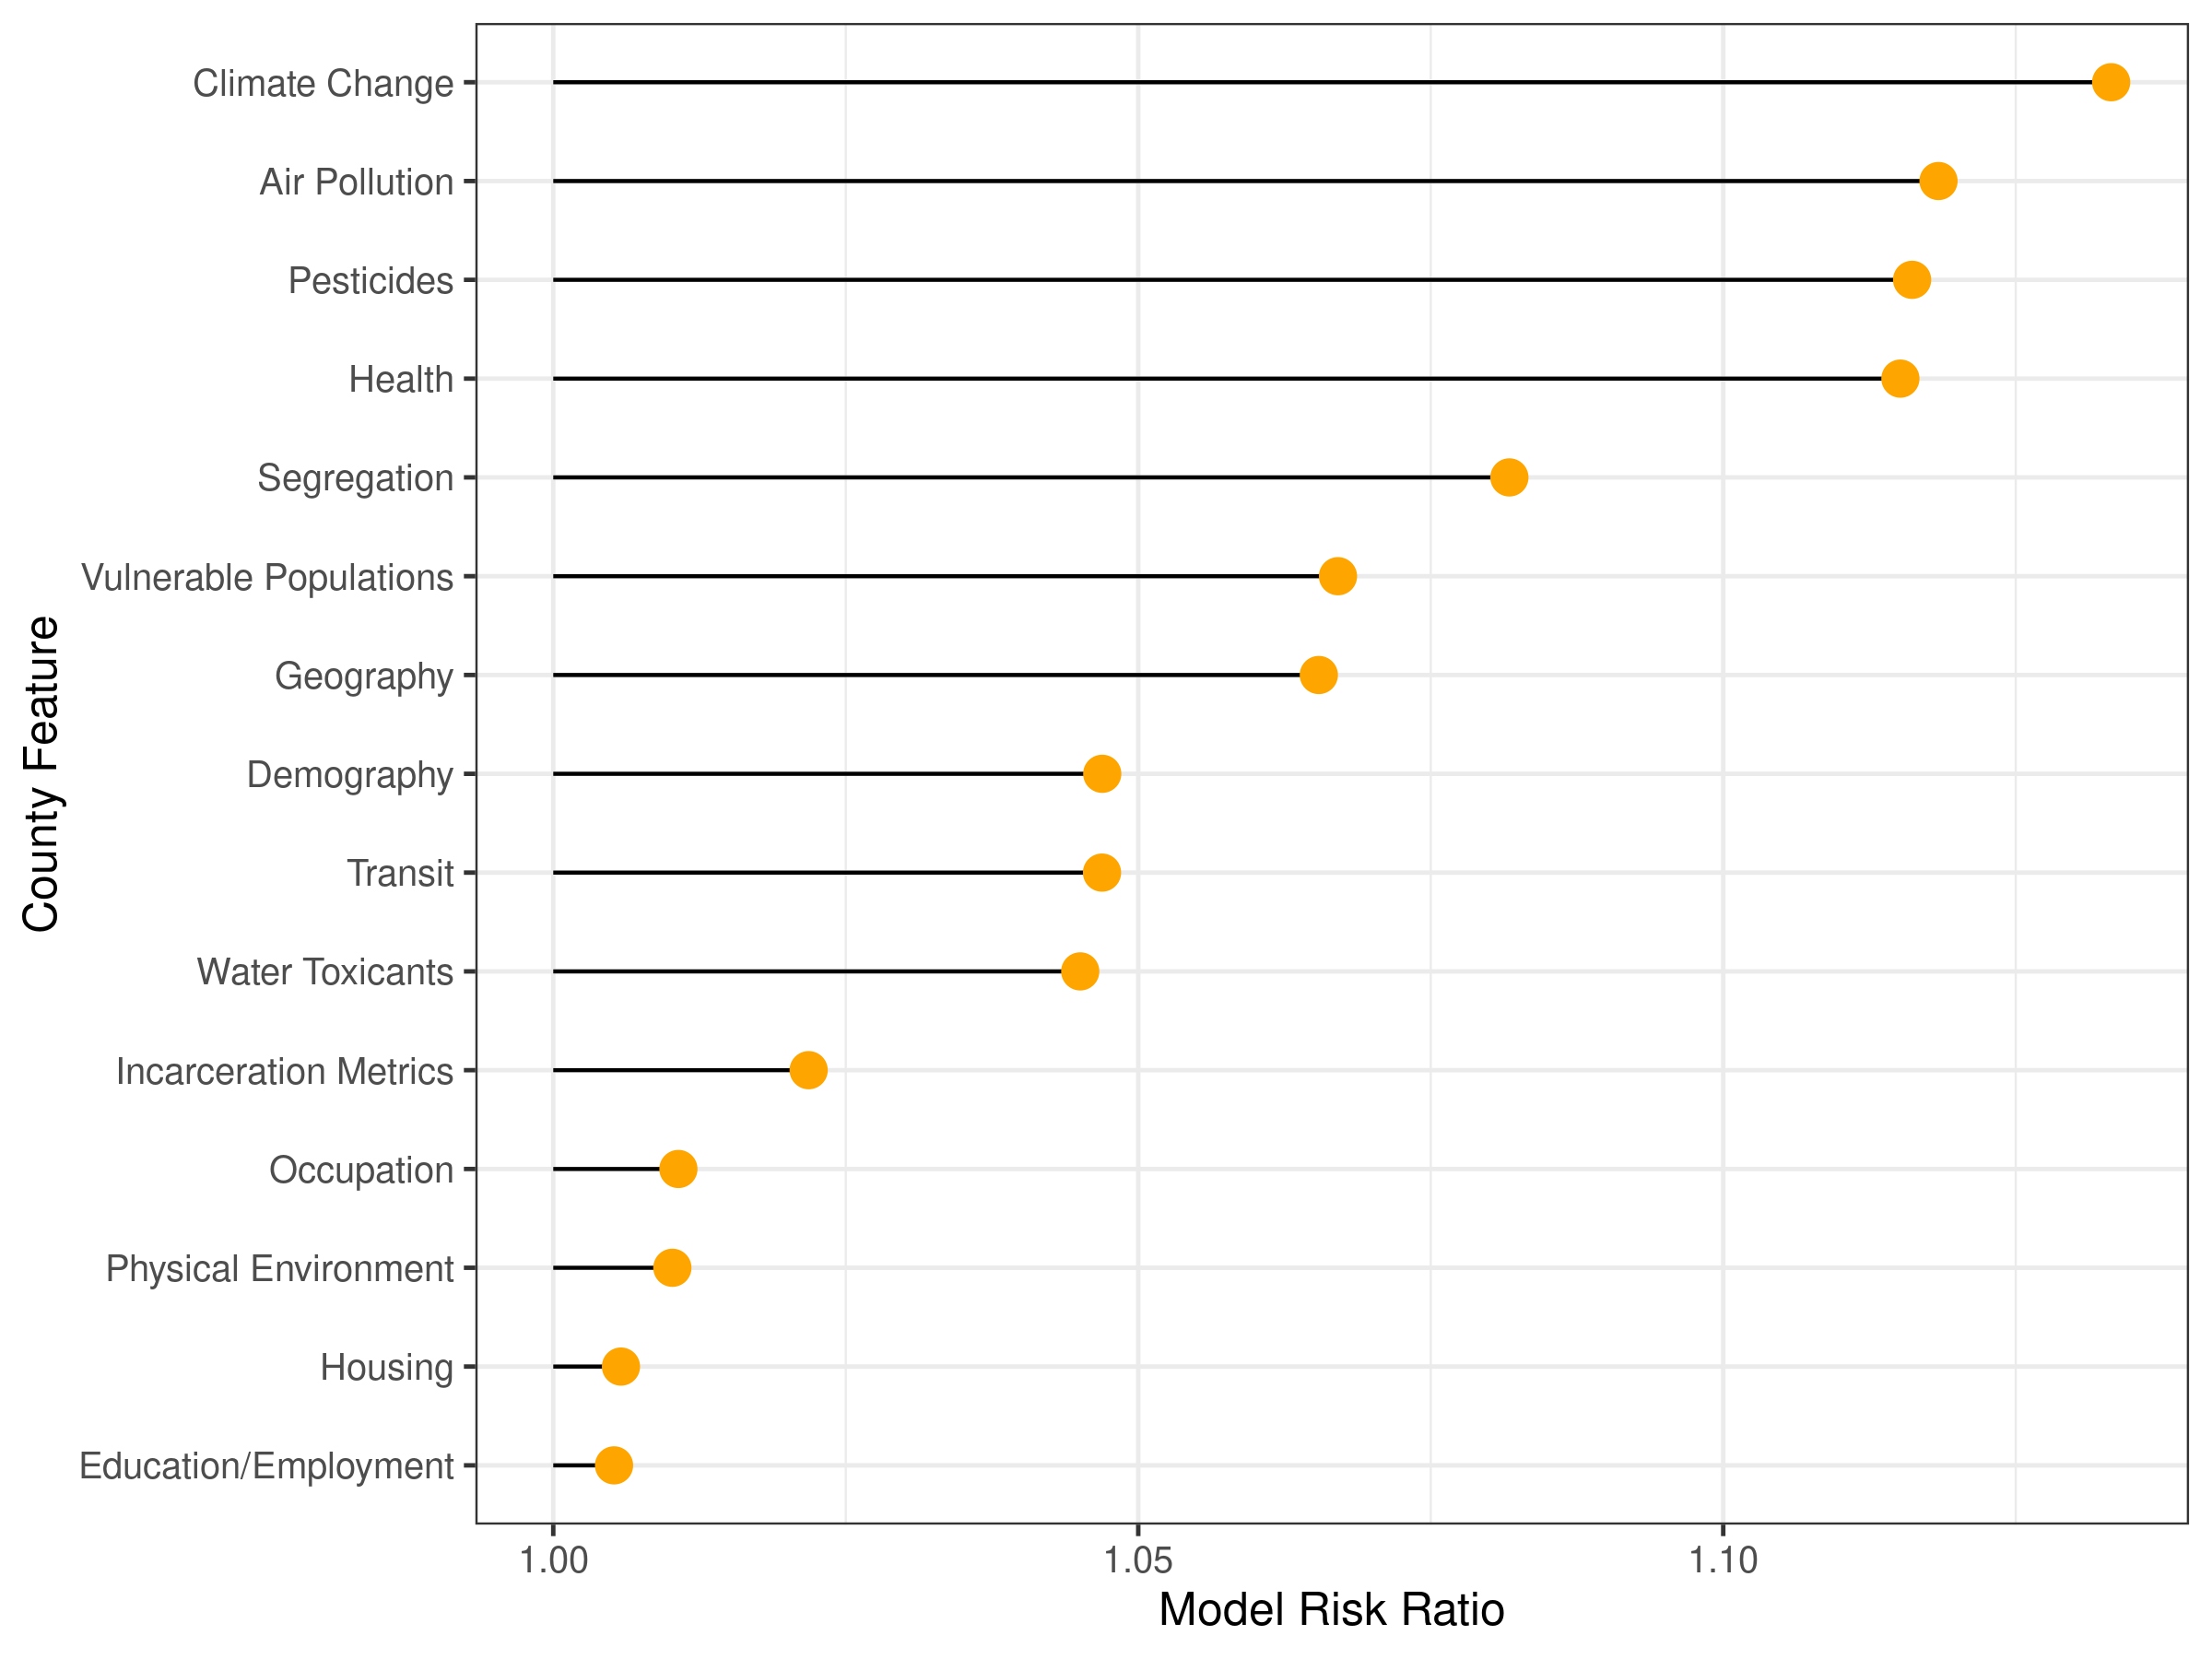 Climate Change
Air Pollution
Pesticides
Health
Segregation
Vulnerable Populations
Geography
Demography
Transit
Water Toxicants
Incarceration Metrics
Occupation
Physical Environment
Housing
Education/Employment
County Feature
1.00 1.05 1.10
Model Risk Ratio